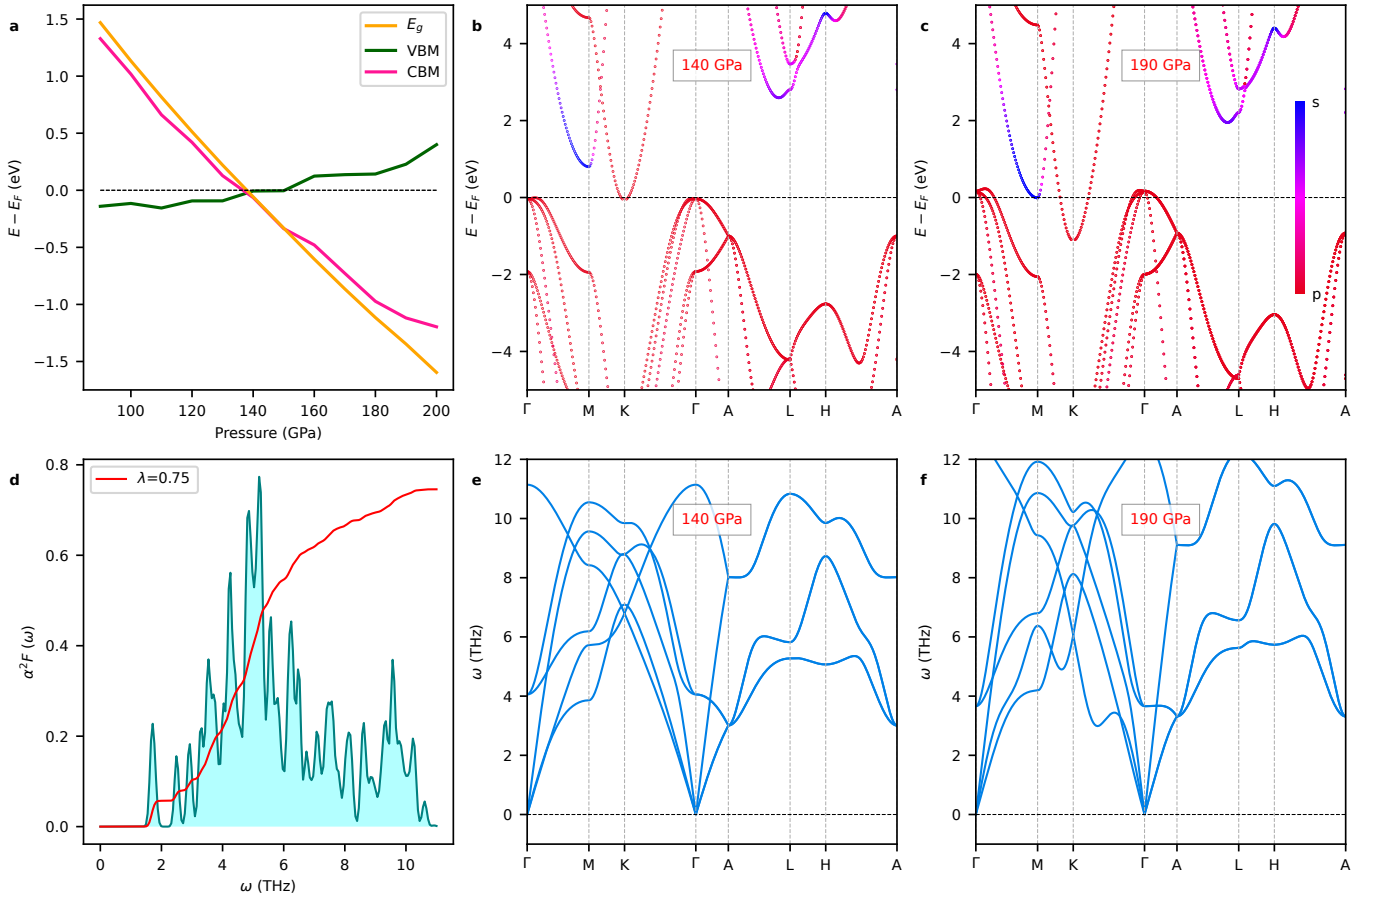 a
1.5
1.0
0.5
0.0
−0.5
−1.0
−1.5
E − E_F (eV)
E_g
VBM
CBM
100 120 140 160 180 200
Pressure (GPa)
b
4
2
0
−2
−4
E − E_F (eV)
140 GPa
Γ M K Γ A L H A
c
4
2
0
−2
−4
E − E_F (eV)
190 GPa
s
p
Γ M K Γ A L H A
d
0.8
0.6
0.4
0.2
0.0
α²F (ω)
λ=0.75
0 2 4 6 8 10
ω (THz)
e
12
10
8
6
4
2
0
ω (THz)
140 GPa
Γ M K Γ A L H A
f
12
10
8
6
4
2
0
ω (THz)
190 GPa
Γ M K Γ A L H A